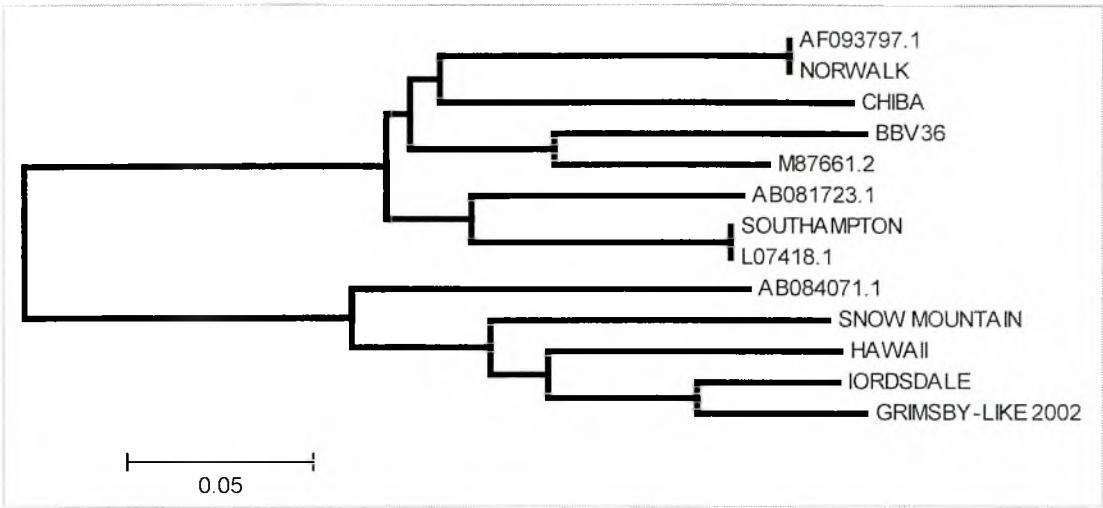 AF093797.1
NORWALK
CHIBA
BBV36
M87661.2
AB081723.1
SOUTHAMPTON
L07418.1
AB084071.1
SNOW MOUNTAIN
HAWAII
lORDSDALE
GRIMSBY-LIKE 2002
0.05